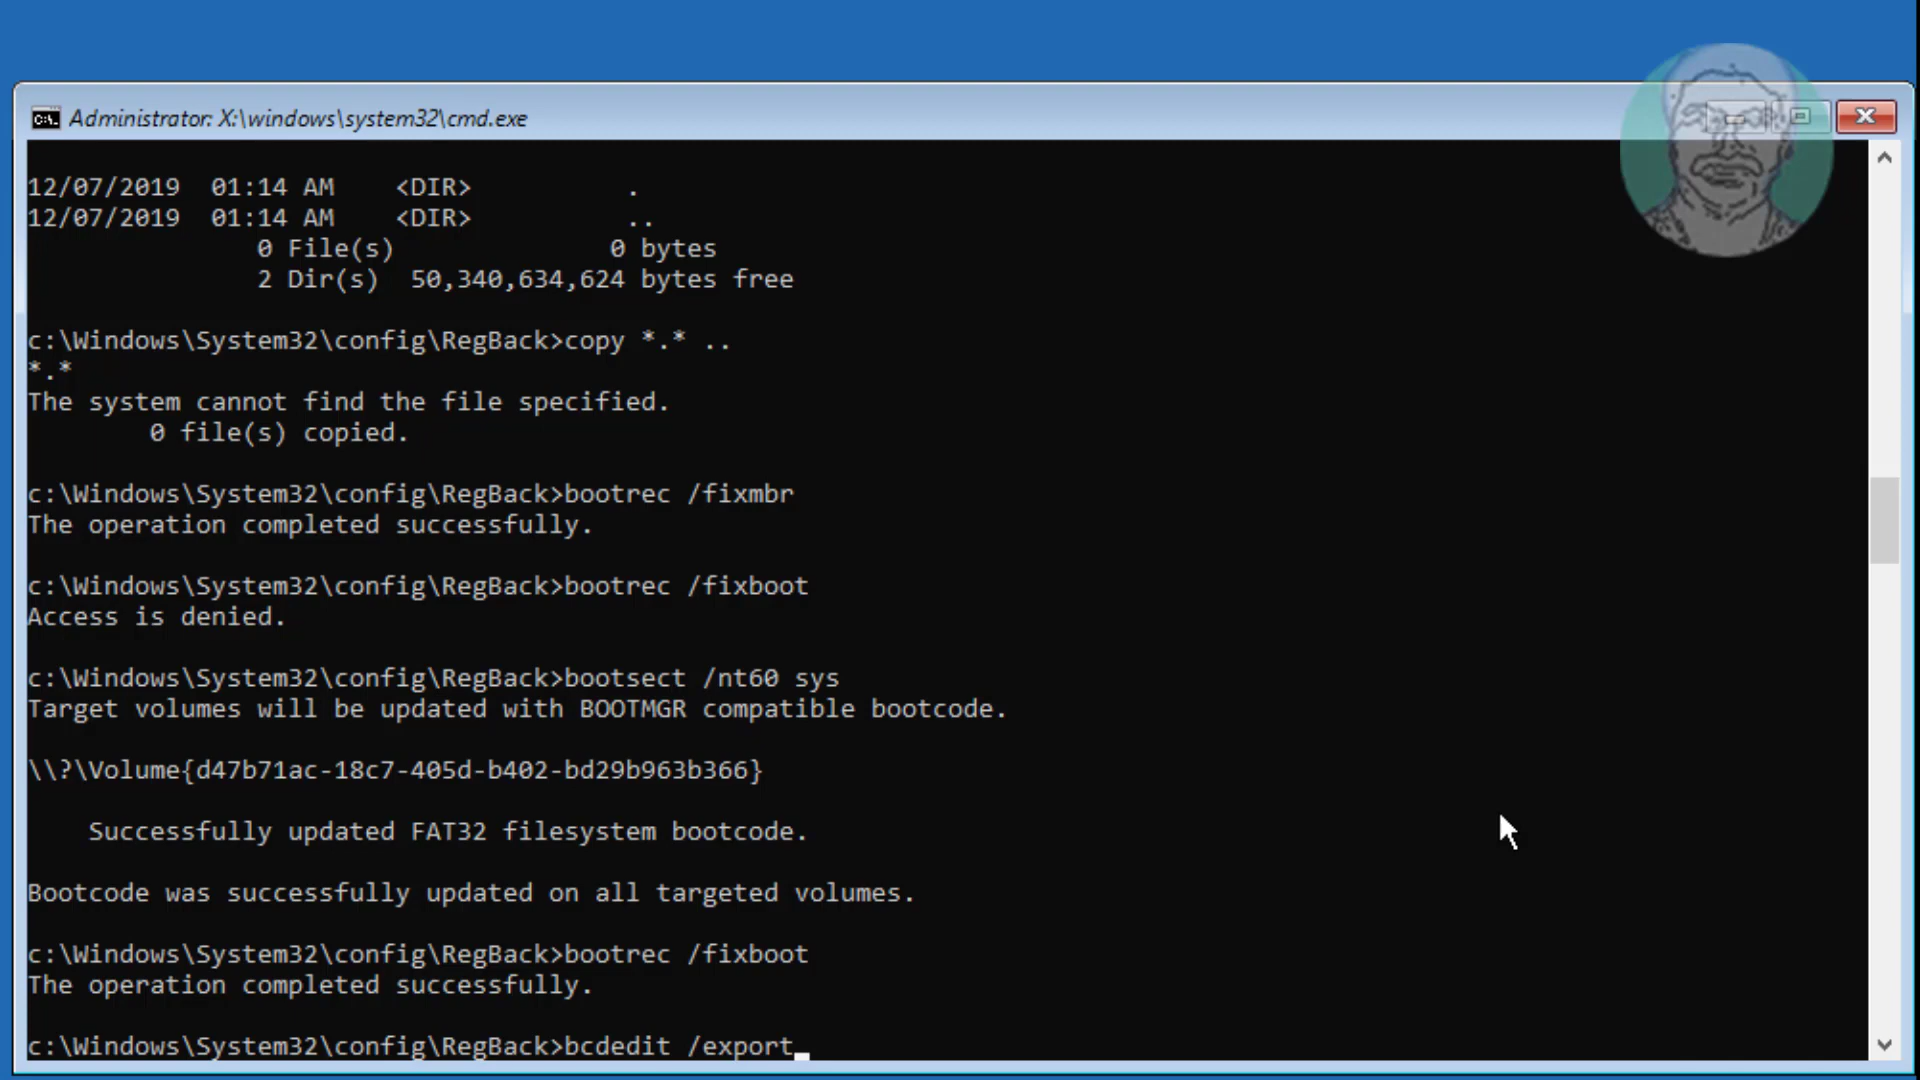 Administrator: X:\windows\system32\cmd.exe
12/07/2019  01:14 AM    <DIR>          .
12/07/2019  01:14 AM    <DIR>          ..
               0 File(s)              0 bytes
               2 Dir(s)  50,340,634,624 bytes free
c:\Windows\System32\config\RegBack>copy *.* ..
*.*
The system cannot find the file specified.
        0 file(s) copied.
c:\Windows\System32\config\RegBack>bootrec /fixmbr
The operation completed successfully.
c:\Windows\System32\config\RegBack>bootrec /fixboot
Access is denied.
c:\Windows\System32\config\RegBack>bootsect /nt60 sys
Target volumes will be updated with BOOTMGR compatible bootcode.
\\?\Volume{d47b71ac-18c7-405d-b402-bd29b963b366}
    Successfully updated FAT32 filesystem bootcode.
Bootcode was successfully updated on all targeted volumes.
c:\Windows\System32\config\RegBack>bootrec /fixboot
The operation completed successfully.
c:\Windows\System32\config\RegBack>bcdedit /export